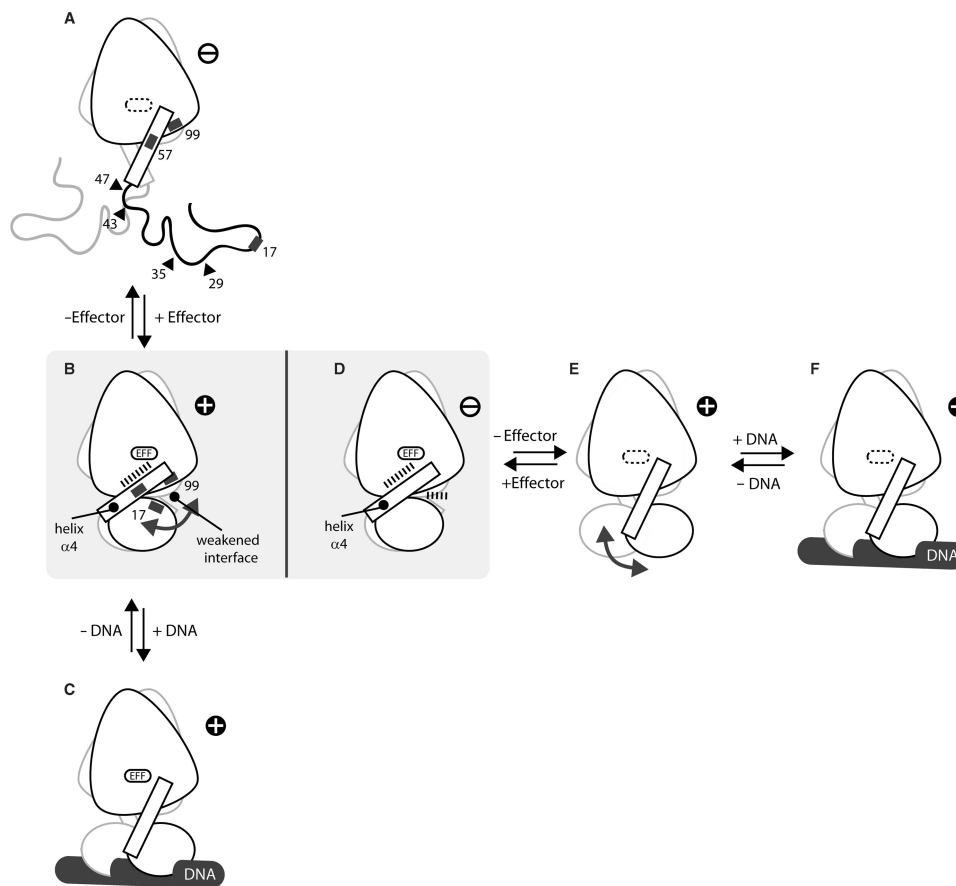 A
99
57
47
43
17
35
29
–Effector
+ Effector
B
D
E
F
EFF
EFF
99
17
helix
α4
weakened
interface
helix
α4
– Effector
+Effector
+ DNA
– DNA
DNA
– DNA
+ DNA
C
EFF
DNA